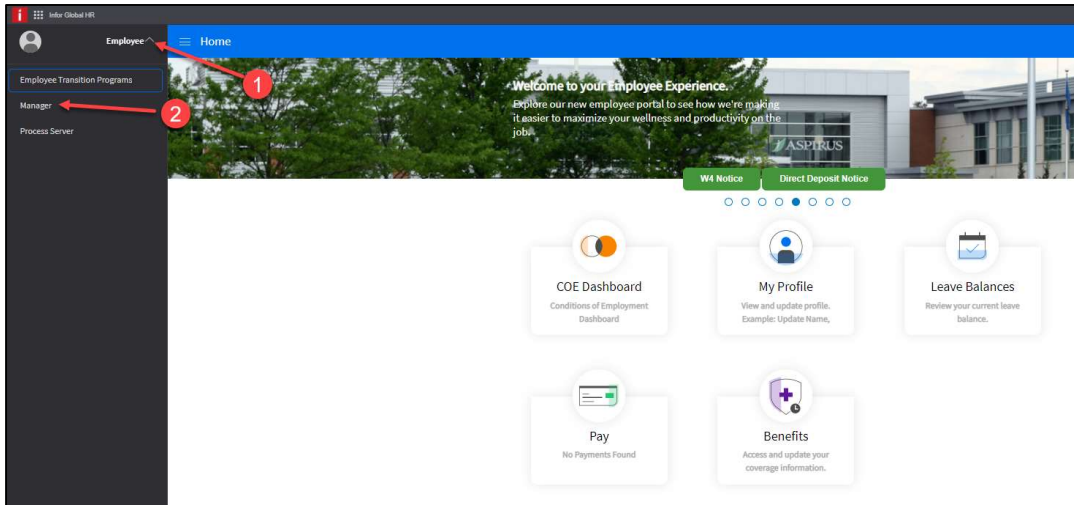 Infor Global HR
Employee
Home
1
Employee Transition Programs
Manager
2
Process Server
Welcome to your Employee Experience.
Explore our new employee portal to see how we're making
it easier to maximize your wellness and productivity on the
job.
ASPIRUS
W4 Notice
Direct Deposit Notice
COE Dashboard
Conditions of Employment
Dashboard
My Profile
View and update profile.
Example: Update Name,
Leave Balances
Review your current leave
balance.
Pay
No Payments Found
Benefits
Access and update your
coverage information.